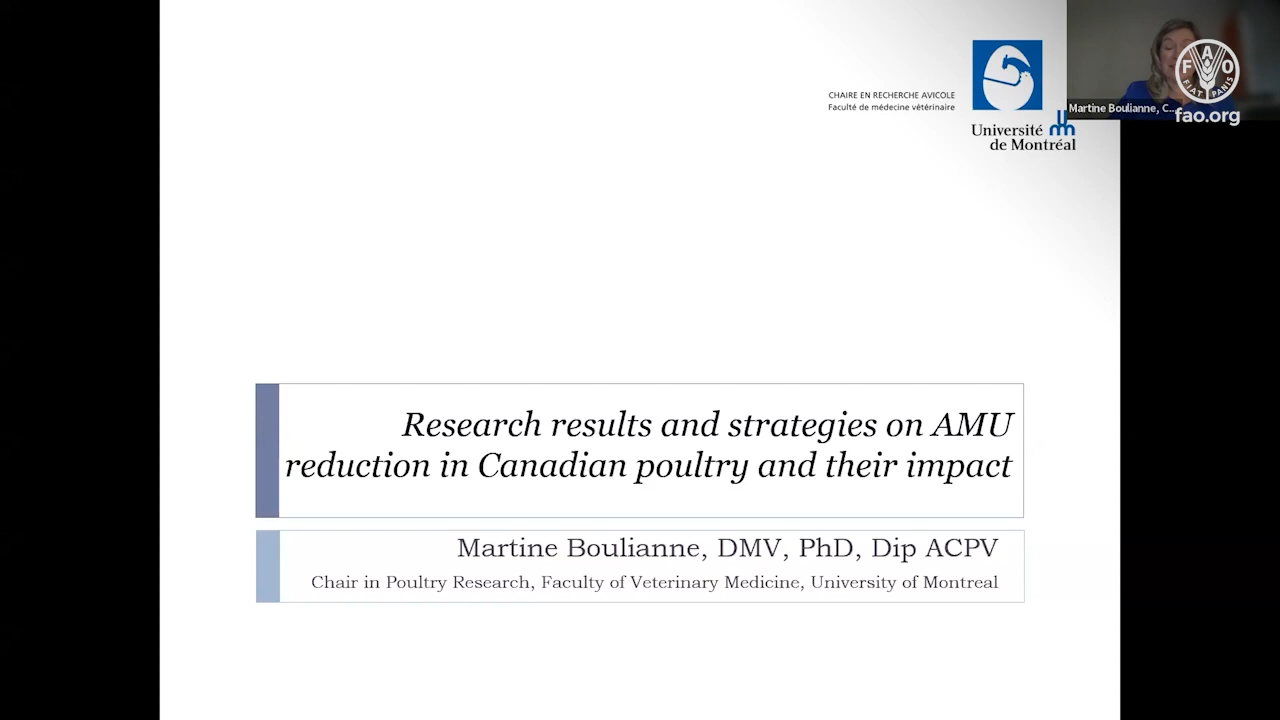 CHAIRE EN RECHERCHE AVICOLE
Faculté de médecine vétérinaire
Université
de Montréal
Martine Boulianne, C...
FAO
FIAT PANIS
fao.org
Research results and strategies on AMU
reduction in Canadian poultry and their impact
Martine Boulianne, DMV, PhD, Dip ACPV
Chair in Poultry Research, Faculty of Veterinary Medicine, University of Montreal